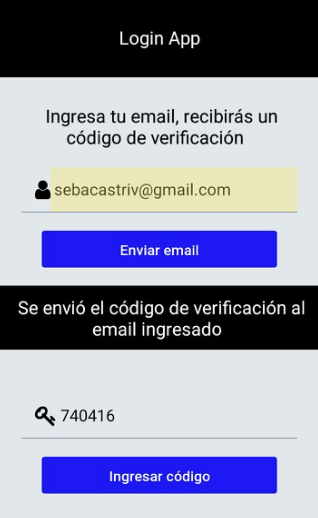 Login App
Ingresa tu email, recibirás un
código de verificación
sebacastriv@gmail.com
Enviar email
Se envió el código de verificación al
email ingresado
740416
Ingresar código